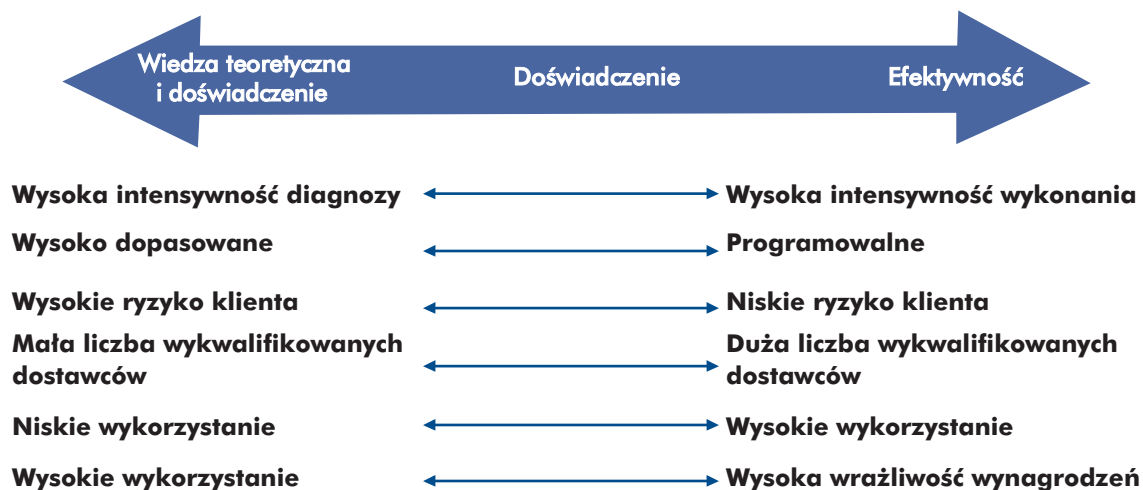 Wiedza teoretyczna
i doświadczenie
Doświadczenie
Efektywność
Wysoka intensywność diagnozy
Wysoka intensywność wykonania
Wysoko dopasowane
Programowalne
Wysokie ryzyko klienta
Niskie ryzyko klienta
Mała liczba wykwalifikowanych
dostawców
Duża liczba wykwalifikowanych
dostawców
Niskie wykorzystanie
Wysokie wykorzystanie
Wysokie wykorzystanie
Wysoka wrażliwość wynagrodzeń